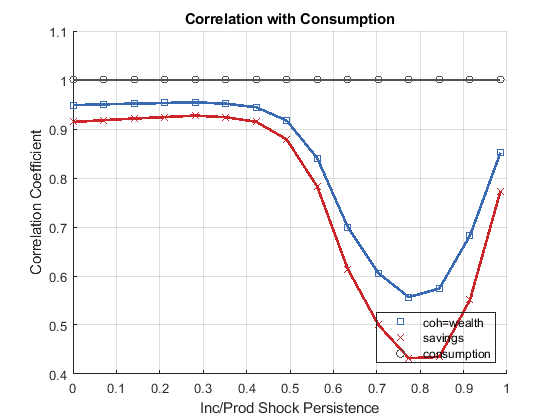 Correlation with Consumption
Correlation Coefficient
1.1
1
0.9
0.8
0.7
0.6
0.5
0.4
coh=wealth
savings
consumption
0 0.1 0.2 0.3 0.4 0.5 0.6 0.7 0.8 0.9 1
Inc/Prod Shock Persistence